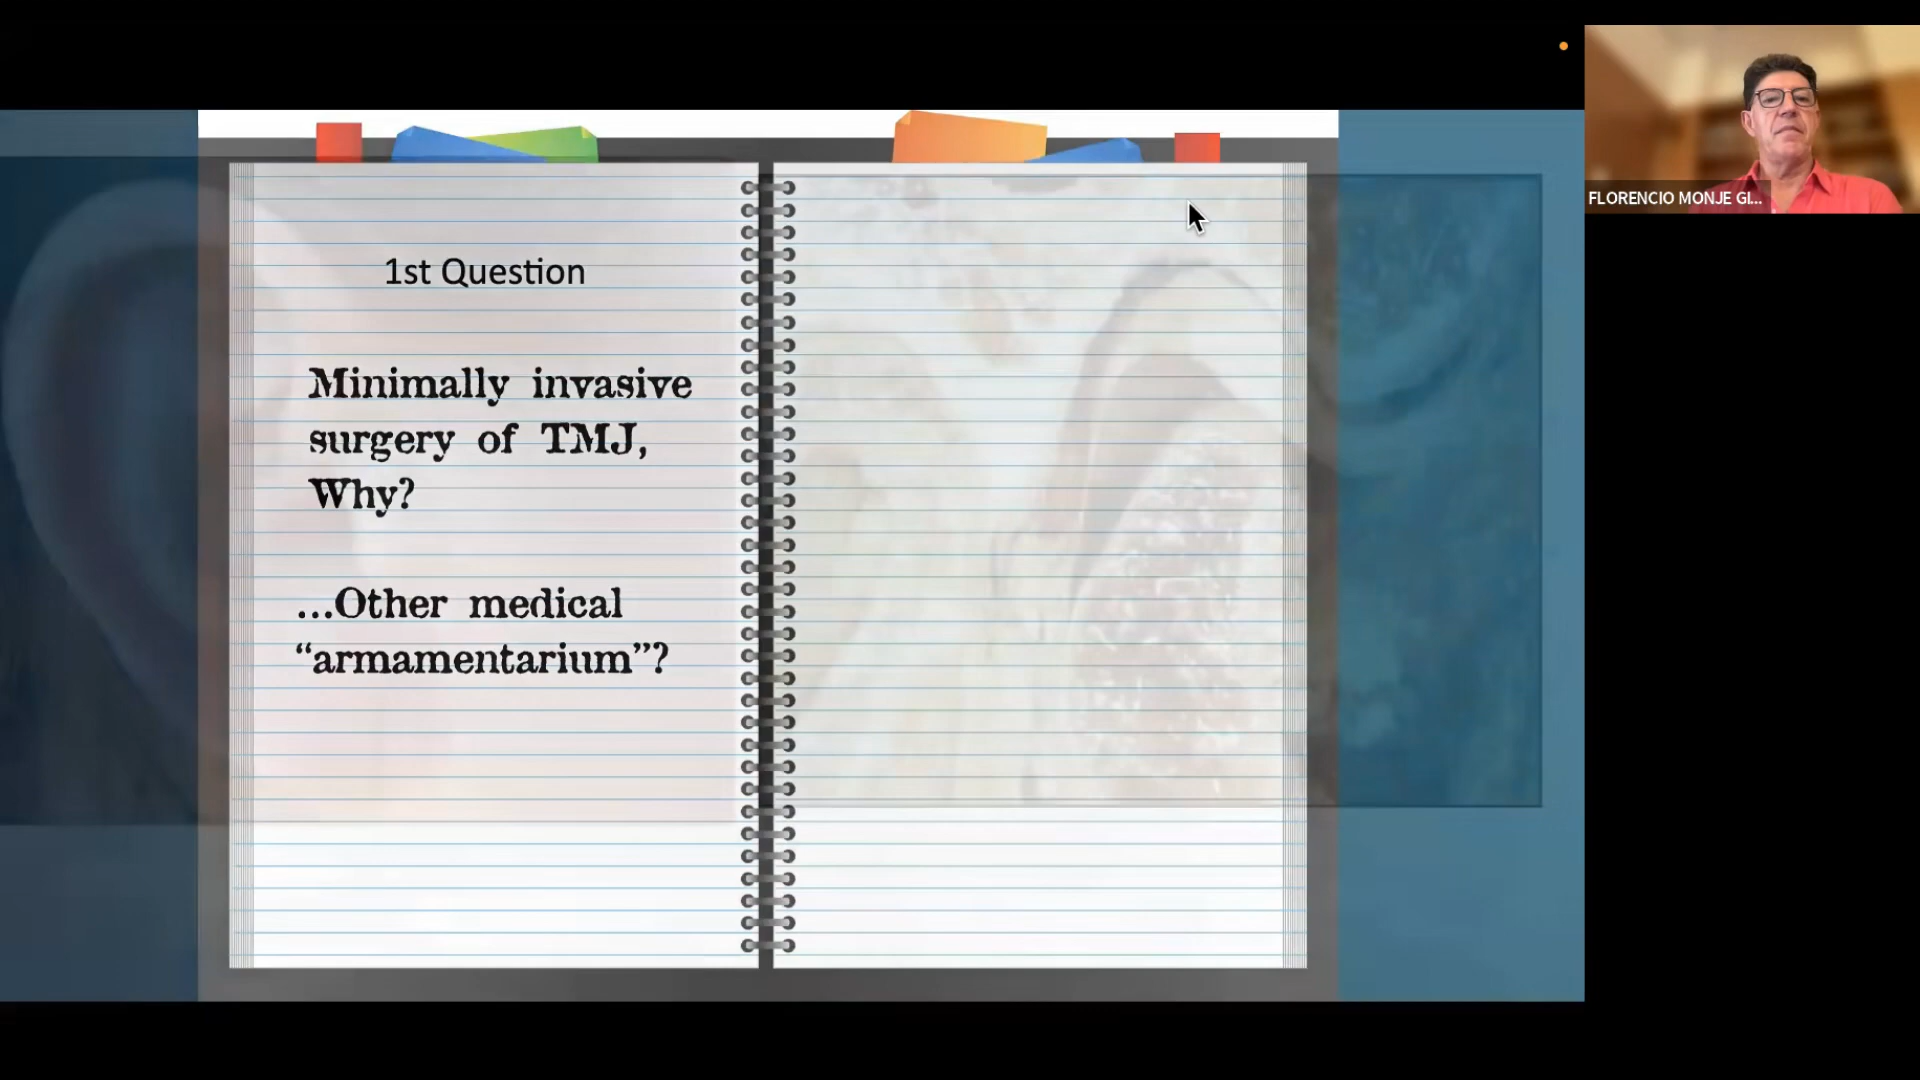 1st Question
Minimally invasive
surgery of TMJ,
Why?
...Other medical
“armamentarium”?
FLORENCIO MONJE GI...